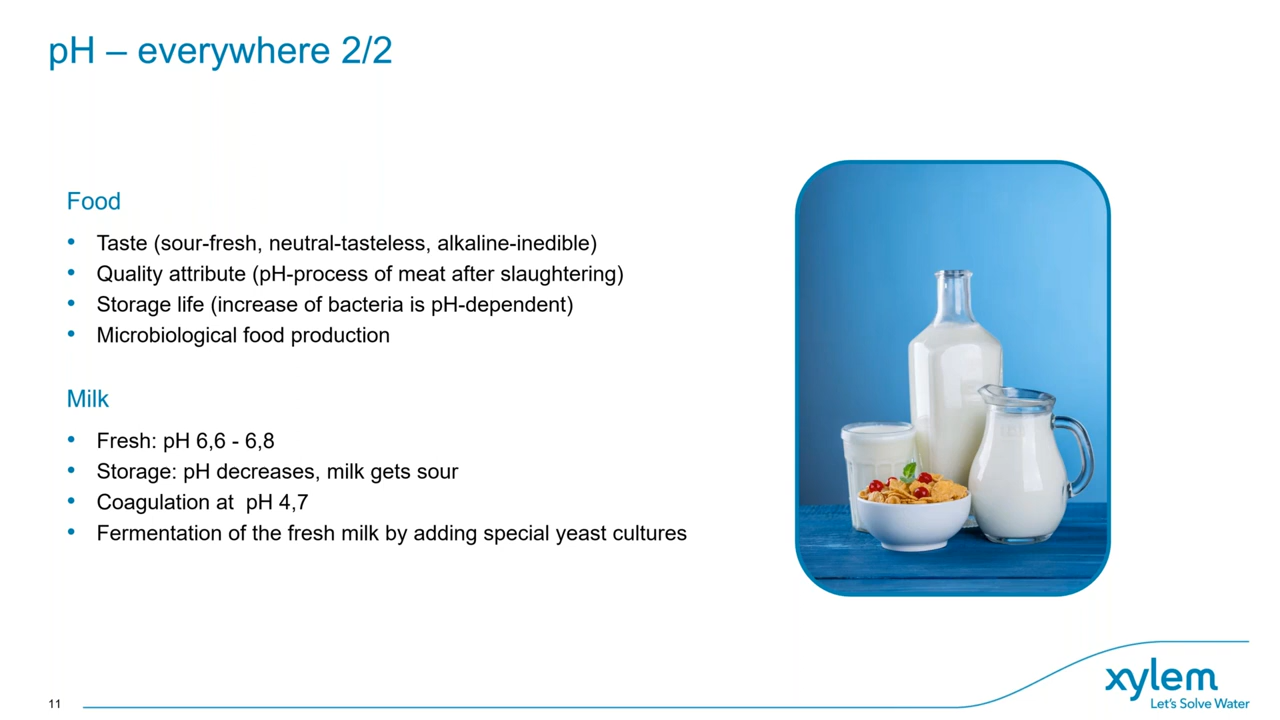 pH – everywhere 2/2
Food
• Taste (sour-fresh, neutral-tasteless, alkaline-inedible)
• Quality attribute (pH-process of meat after slaughtering)
• Storage life (increase of bacteria is pH-dependent)
• Microbiological food production
Milk
• Fresh: pH 6,6 - 6,8
• Storage: pH decreases, milk gets sour
• Coagulation at  pH 4,7
• Fermentation of the fresh milk by adding special yeast cultures
11
xylem
Let's Solve Water